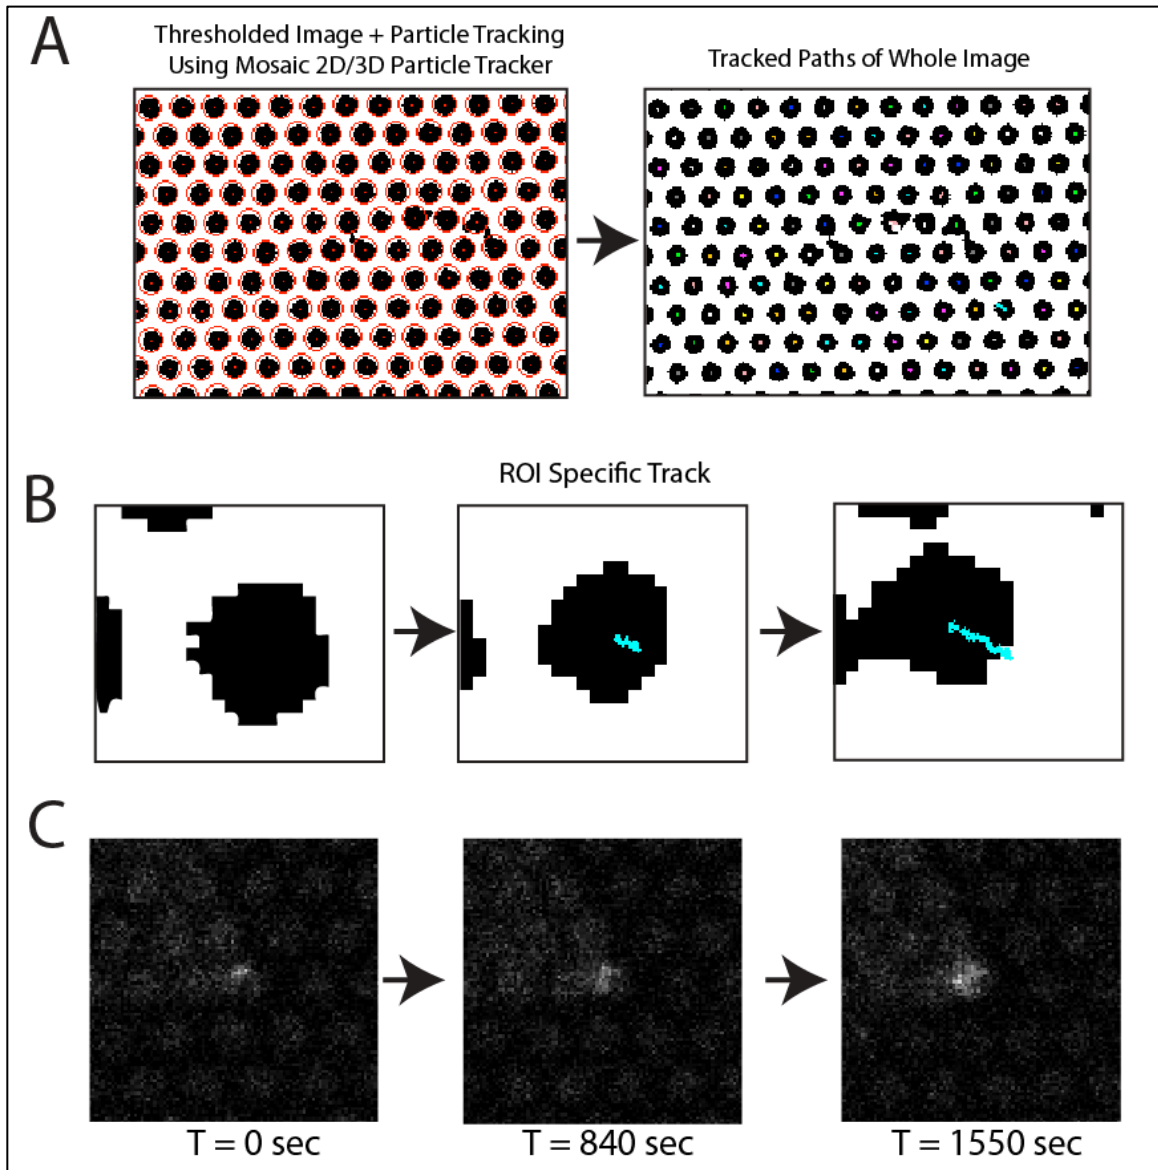 A
Thresholded Image + Particle Tracking
Using Mosaic 2D/3D Particle Tracker
Tracked Paths of Whole Image
B
ROI Specific Track
C
T = 0 sec
T = 840 sec
T = 1550 sec